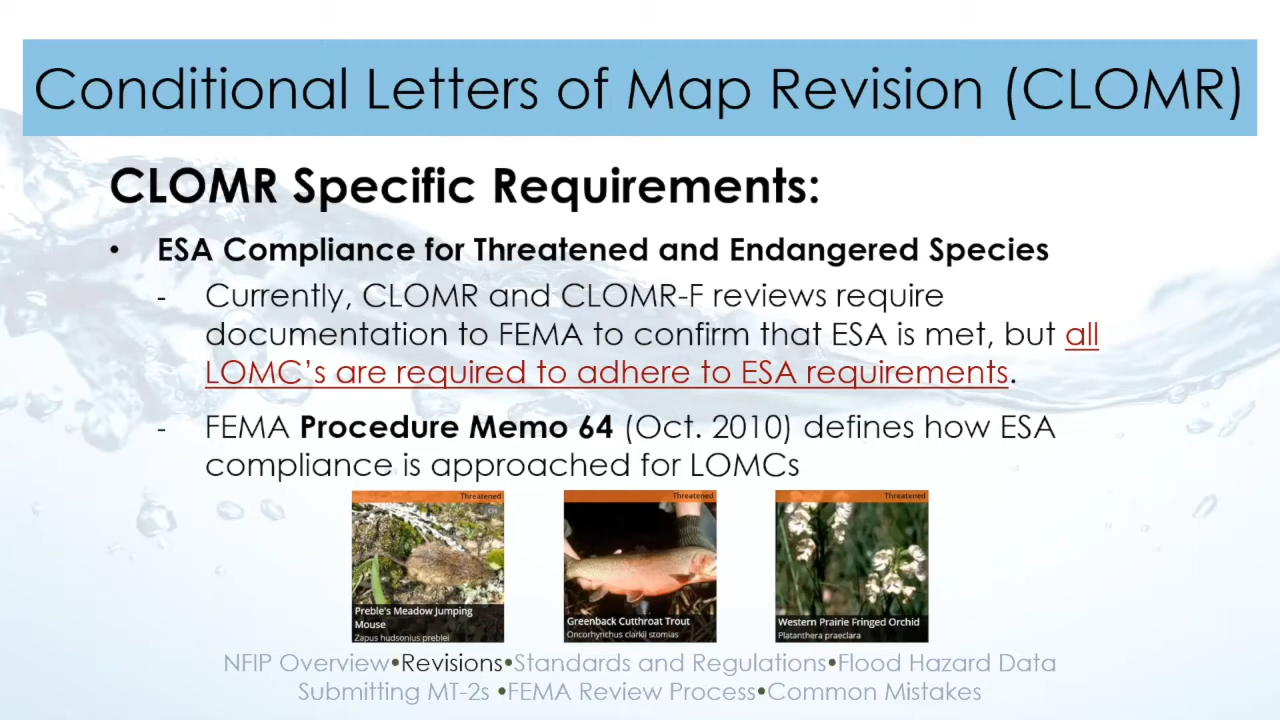 Conditional Letters of Map Revision (CLOMR)
CLOMR Specific Requirements:
• ESA Compliance for Threatened and Endangered Species
- Currently, CLOMR and CLOMR-F reviews require
documentation to FEMA to confirm that ESA is met, but all
LOMC's are required to adhere to ESA requirements.
- FEMA Procedure Memo 64 (Oct. 2010) defines how ESA
compliance is approached for LOMCs
Threatened
CH
Preble's Meadow Jumping
Mouse
Zapus hudsonius preblei
Threatened
Greenback Cutthroat Trout
Oncorhynchus clarkii stomias
Threatened
Western Prairie Fringed Orchid
Platanthera praeclara
NFIP Overview•Revisions•Standards and Regulations•Flood Hazard Data
Submitting MT-2s •FEMA Review Process•Common Mistakes